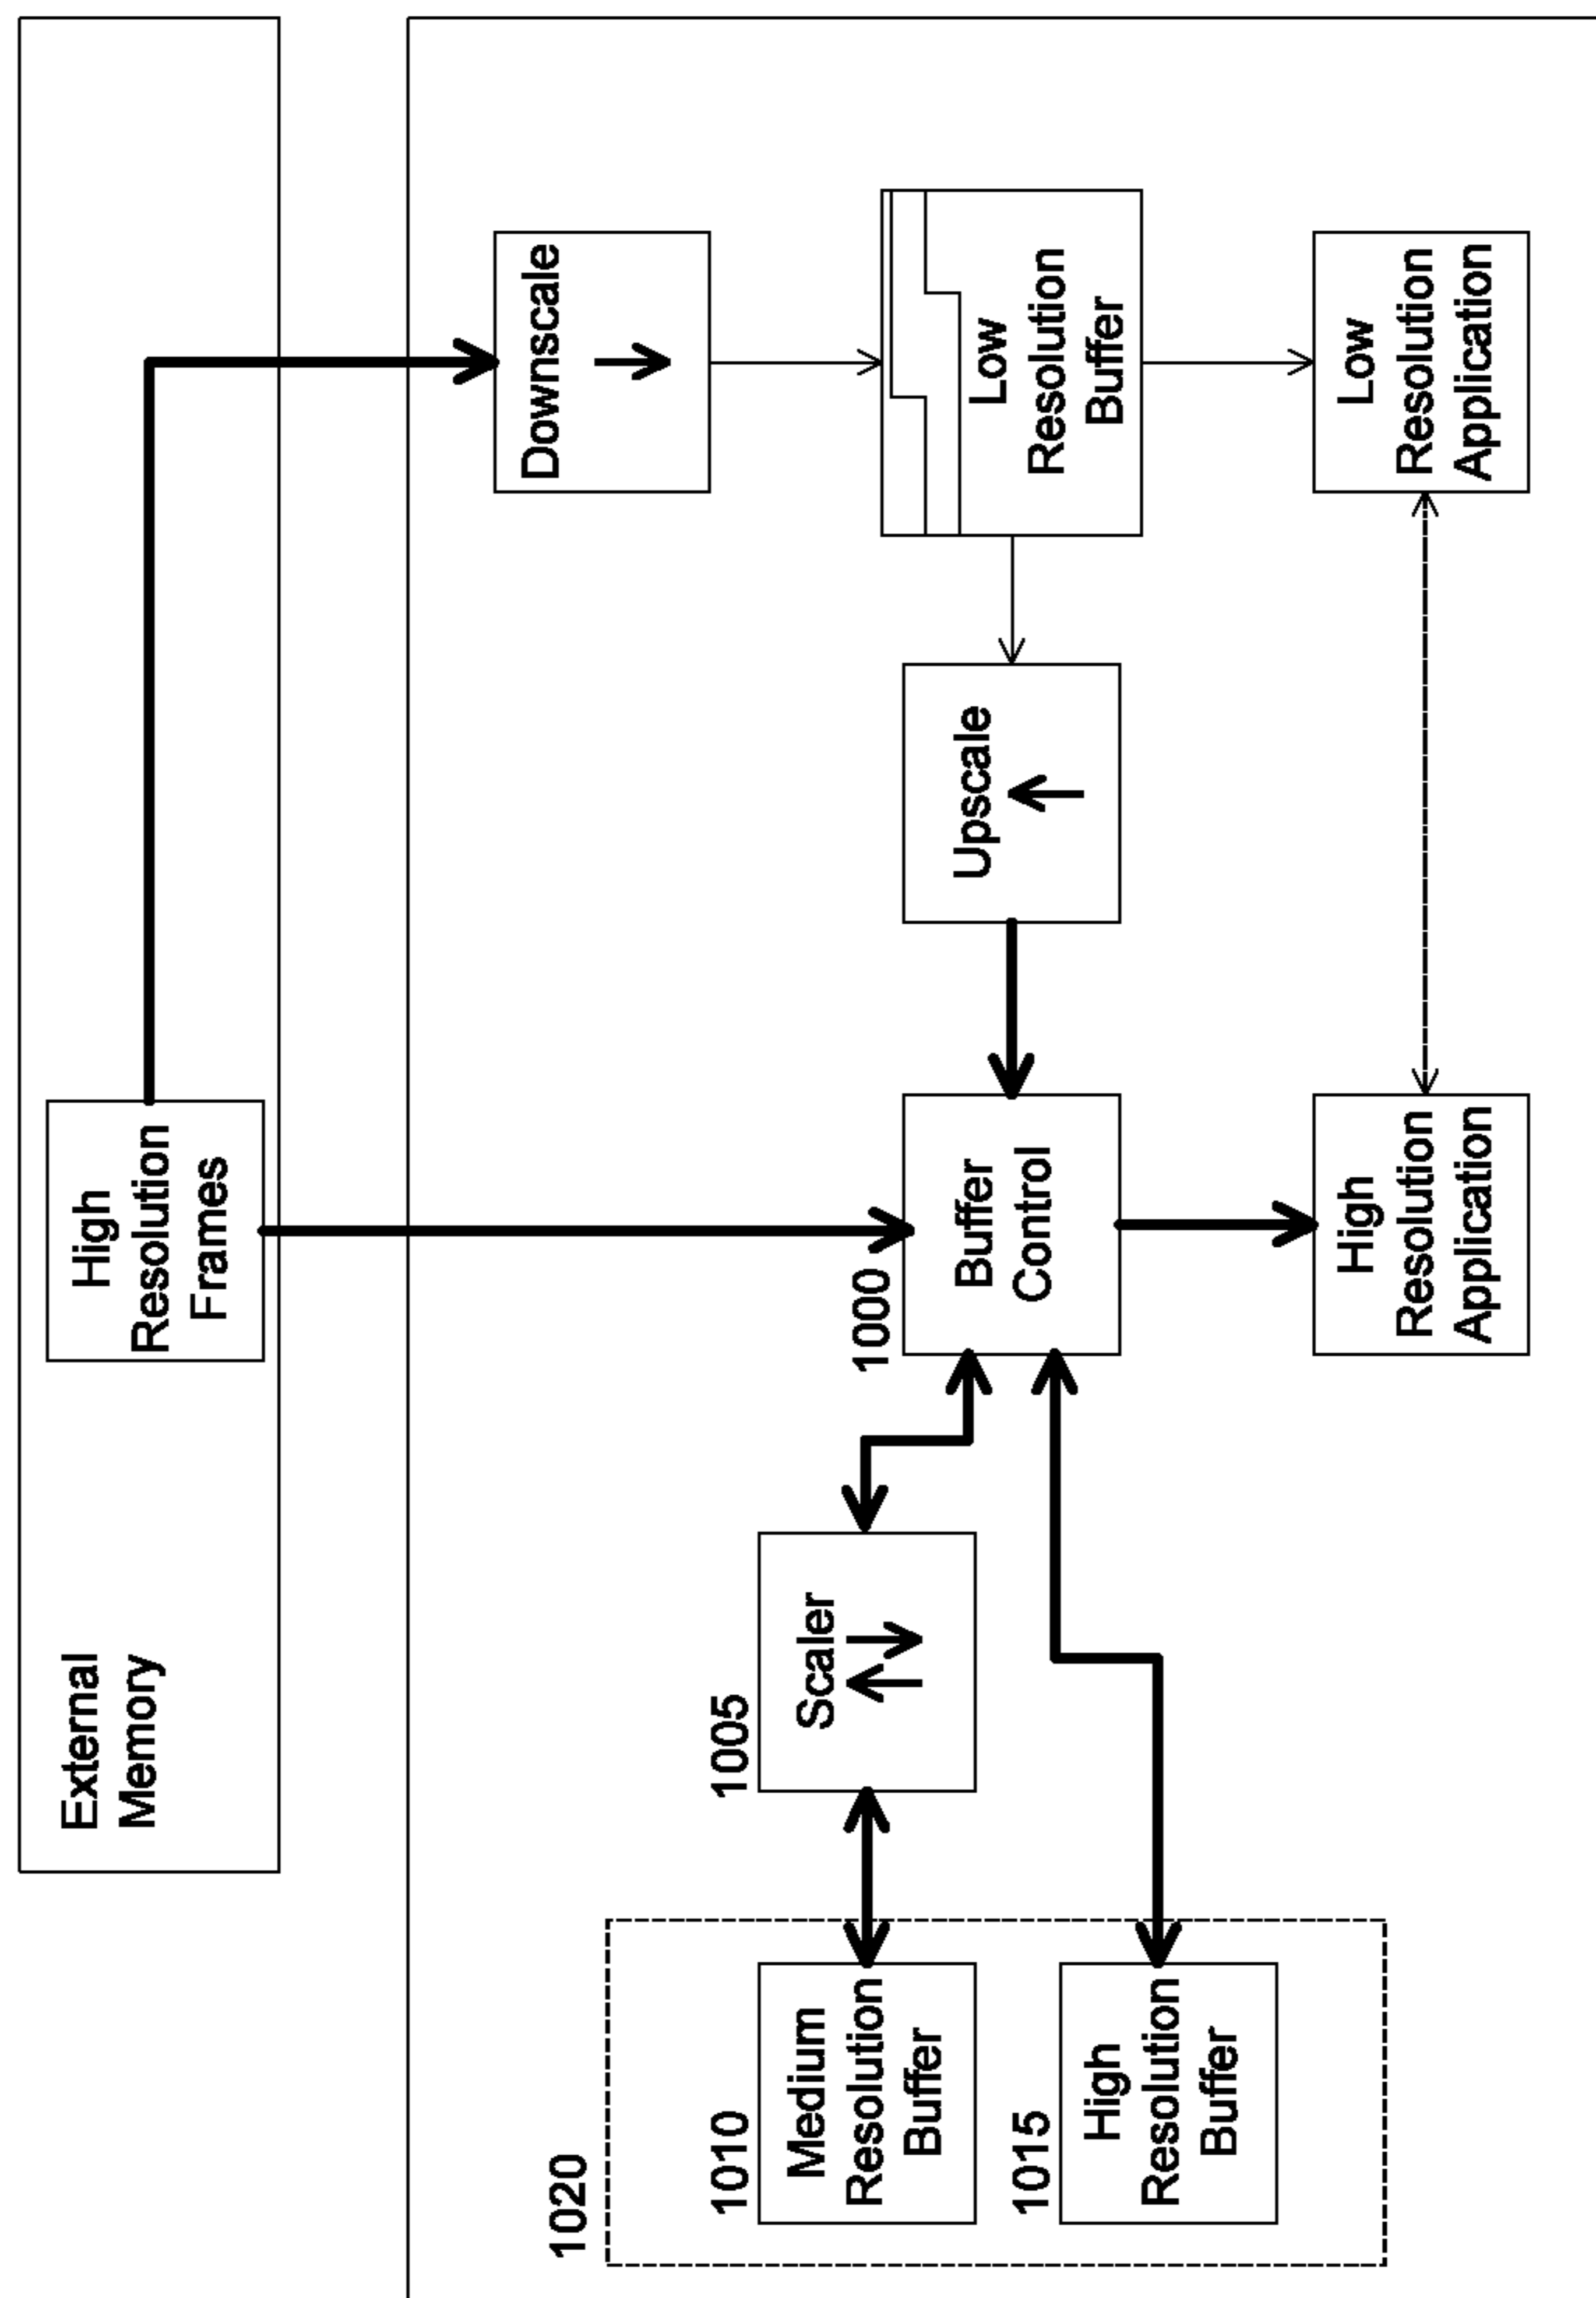 External
Memory
High
Resolution
Frames
Downscale
1020
1010
Medium
Resolution
Buffer
1005
Scaler
1000
Buffer
Control
Upscale
Low
Resolution
Buffer
1015
High
Resolution
Buffer
High
Resolution
Application
Low
Resolution
Application